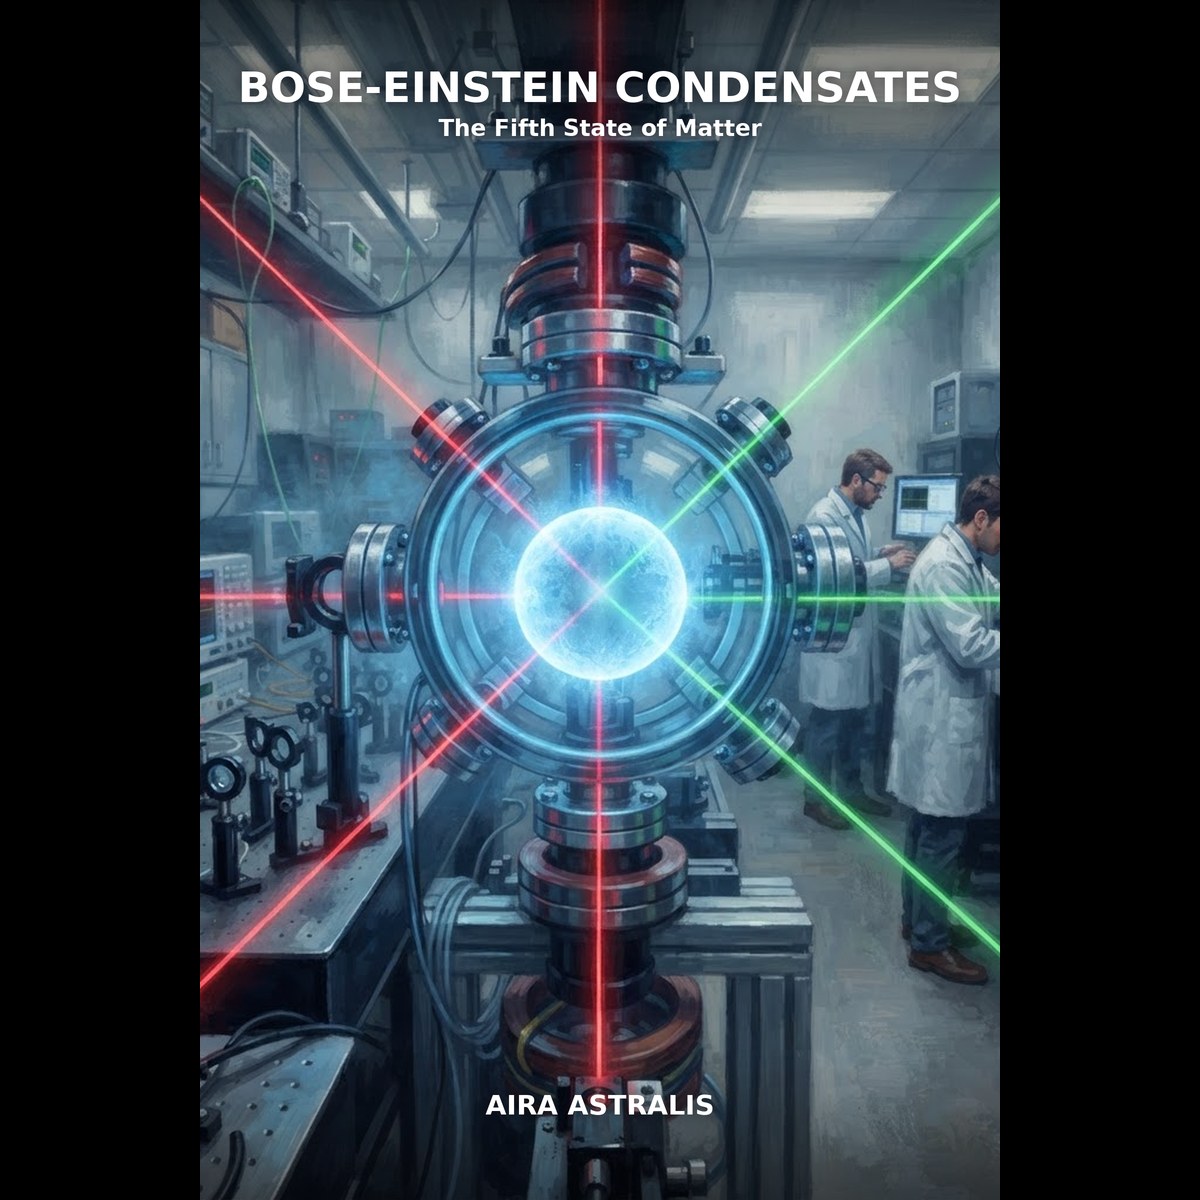 BOSE-EINSTEIN CONDENSATES
The Fifth State of Matter
AIRA ASTRALIS